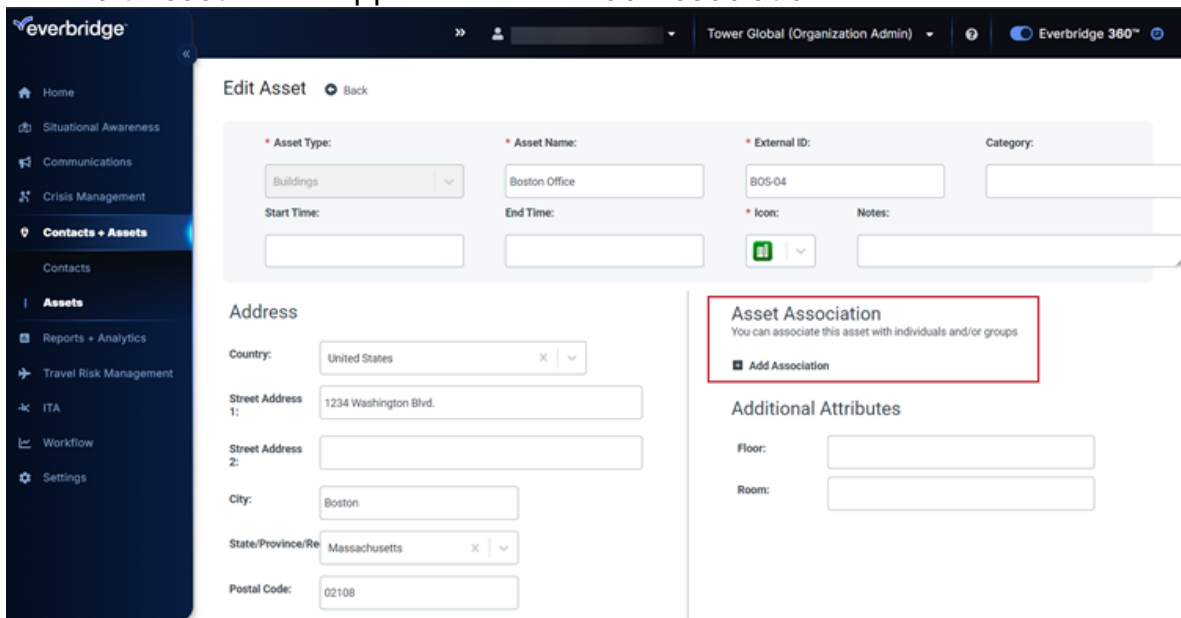 everbridge
»
Tower Global (Organization Admin)
Everbridge 360™
«
Home
Situational Awareness
Communications
Crisis Management
Contacts + Assets
Contacts
Assets
Reports + Analytics
Travel Risk Management
ITA
Workflow
Settings
Edit Asset Back
* Asset Type: * Asset Name: * External ID: Category:
Buildings Boston Office BOS-04
Start Time: End Time: * Icon: Notes:
Address
Country: United States
Street Address 1: 1234 Washington Blvd.
Street Address 2:
City: Boston
State/Province/Re Massachusetts
Postal Code: 02108
Asset Association
You can associate this asset with individuals and/or groups
Add Association
Additional Attributes
Floor:
Room: